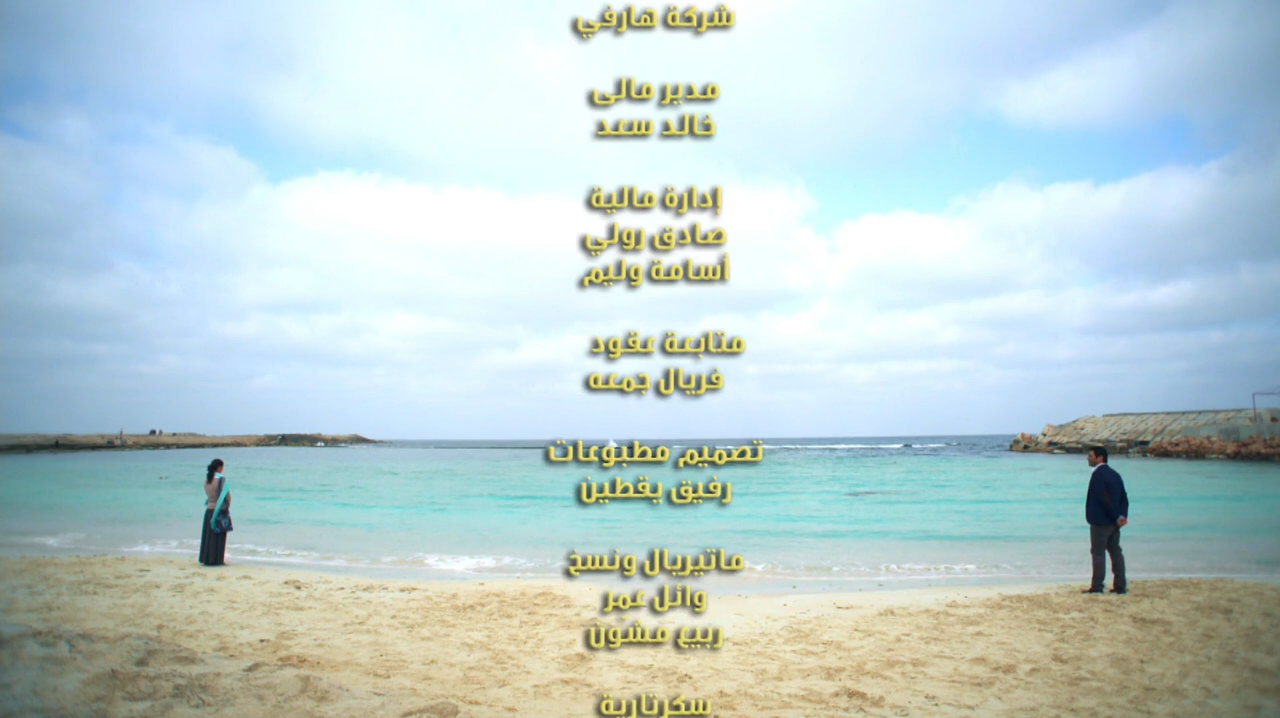 شركة هارفي
مدير مالى
خالد سعد
إدارة مالية
صادق رولي
أسامة وليم
متابعة عقود
فريال جمعه
تصميم مطبوعات
رفيق يقطين
ماتيريال ونسخ
وائل عمر
ربيع مشون
سكرتارية